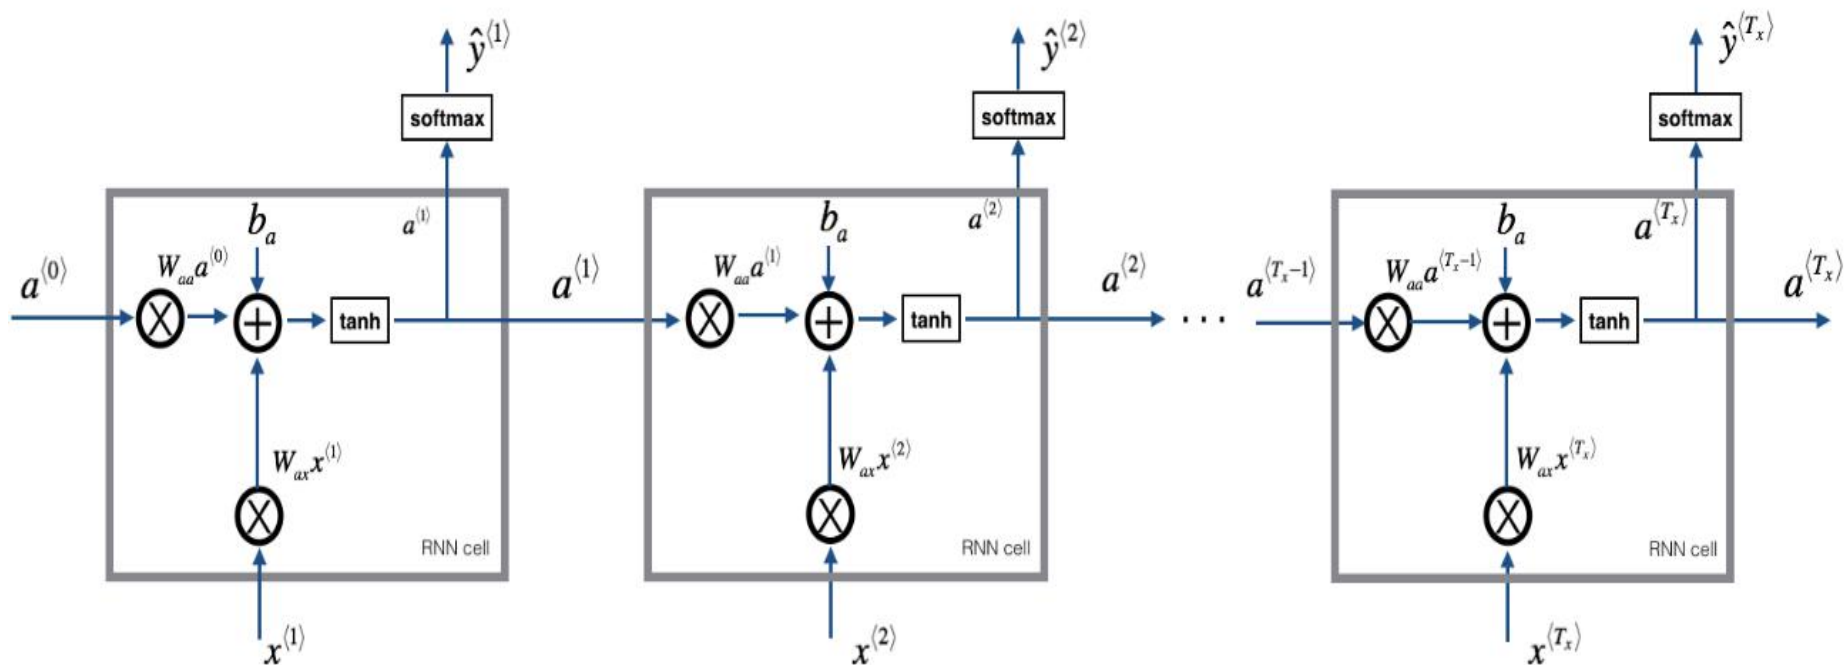 ŷ⟨1⟩
softmax
a⟨0⟩
W_aa a⟨0⟩
b_a
a⟨1⟩
tanh
W_ax x⟨1⟩
RNN cell
x⟨1⟩
ŷ⟨2⟩
softmax
a⟨1⟩
W_aa a⟨1⟩
b_a
a⟨2⟩
tanh
W_ax x⟨2⟩
RNN cell
x⟨2⟩
a⟨2⟩
...
ŷ⟨T_x⟩
softmax
a⟨T_x−1⟩
W_aa a⟨T_x−1⟩
b_a
a⟨T_x⟩
tanh
W_ax x⟨T_x⟩
RNN cell
x⟨T_x⟩
a⟨T_x⟩